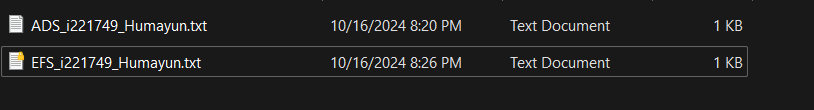 ADS_i221749_Humayun.txt 10/16/2024 8:20 PM Text Document 1 KB
EFS_i221749_Humayun.txt 10/16/2024 8:26 PM Text Document 1 KB